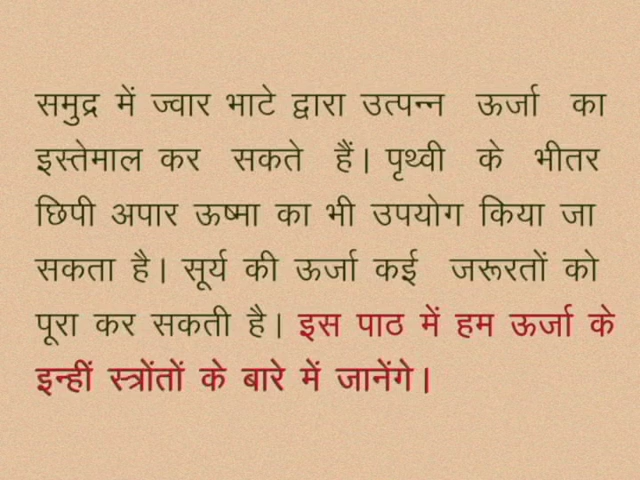 समुद्र में ज्वार भाटे द्वारा उत्पन्न ऊर्जा का
इस्तेमाल कर सकते हैं। पृथ्वी के भीतर
छिपी अपार ऊष्मा का भी उपयोग किया जा
सकता है। सूर्य की ऊर्जा कई जरूरतों को
पूरा कर सकती है। इस पाठ में हम ऊर्जा के
इन्हीं स्त्रोंतों के बारे में जानेंगे।